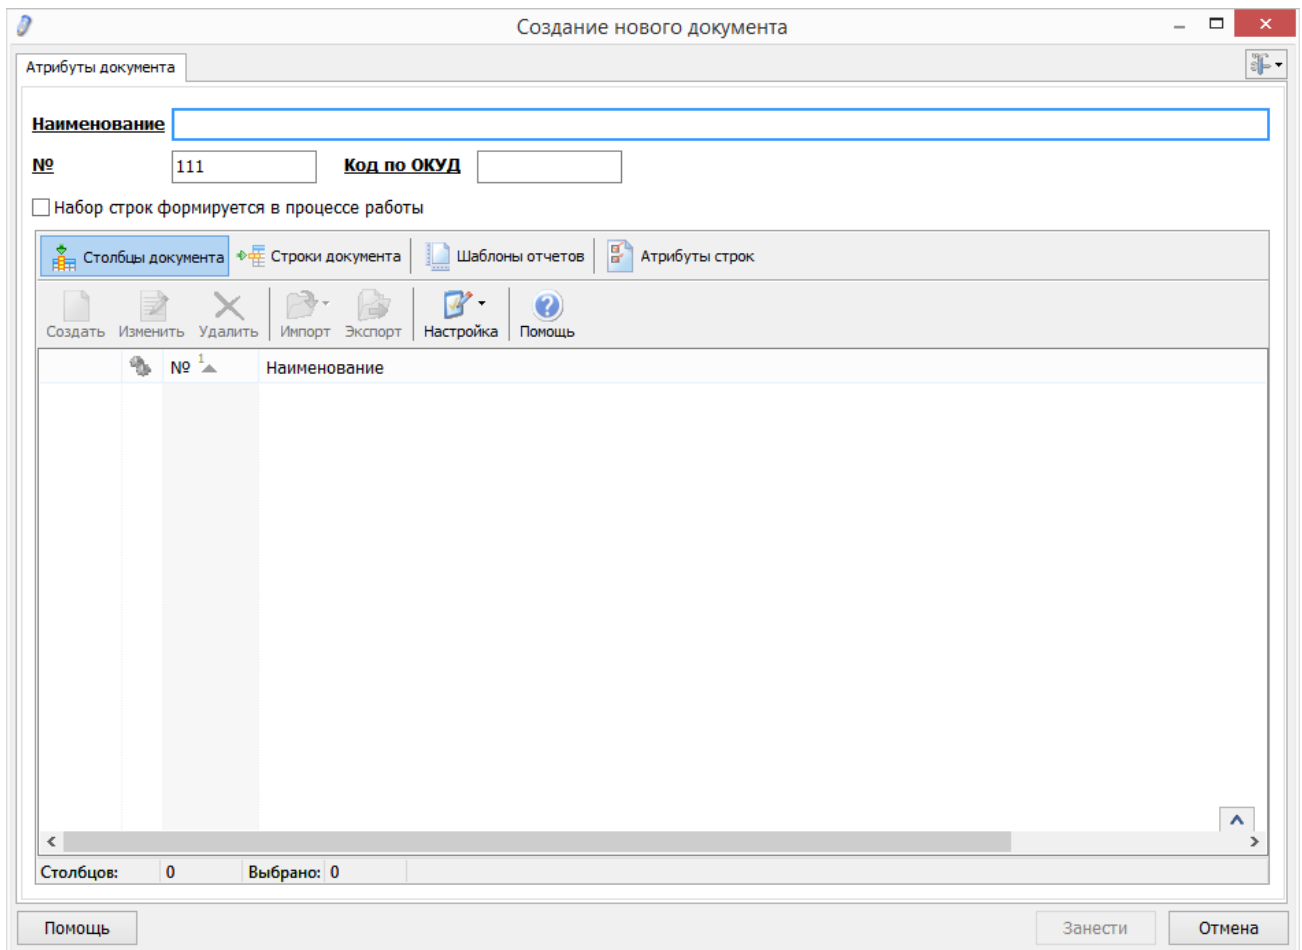 Создание нового документа
Атрибуты документа
Наименование
№ 111 Код по ОКУД
Набор строк формируется в процессе работы
Столбцы документа Строки документа Шаблоны отчетов Атрибуты строк
Создать Изменить Удалить Импорт Экспорт Настройка Помощь
№ 1 Наименование
Столбцов: 0 Выбрано: 0
Помощь Занести Отмена